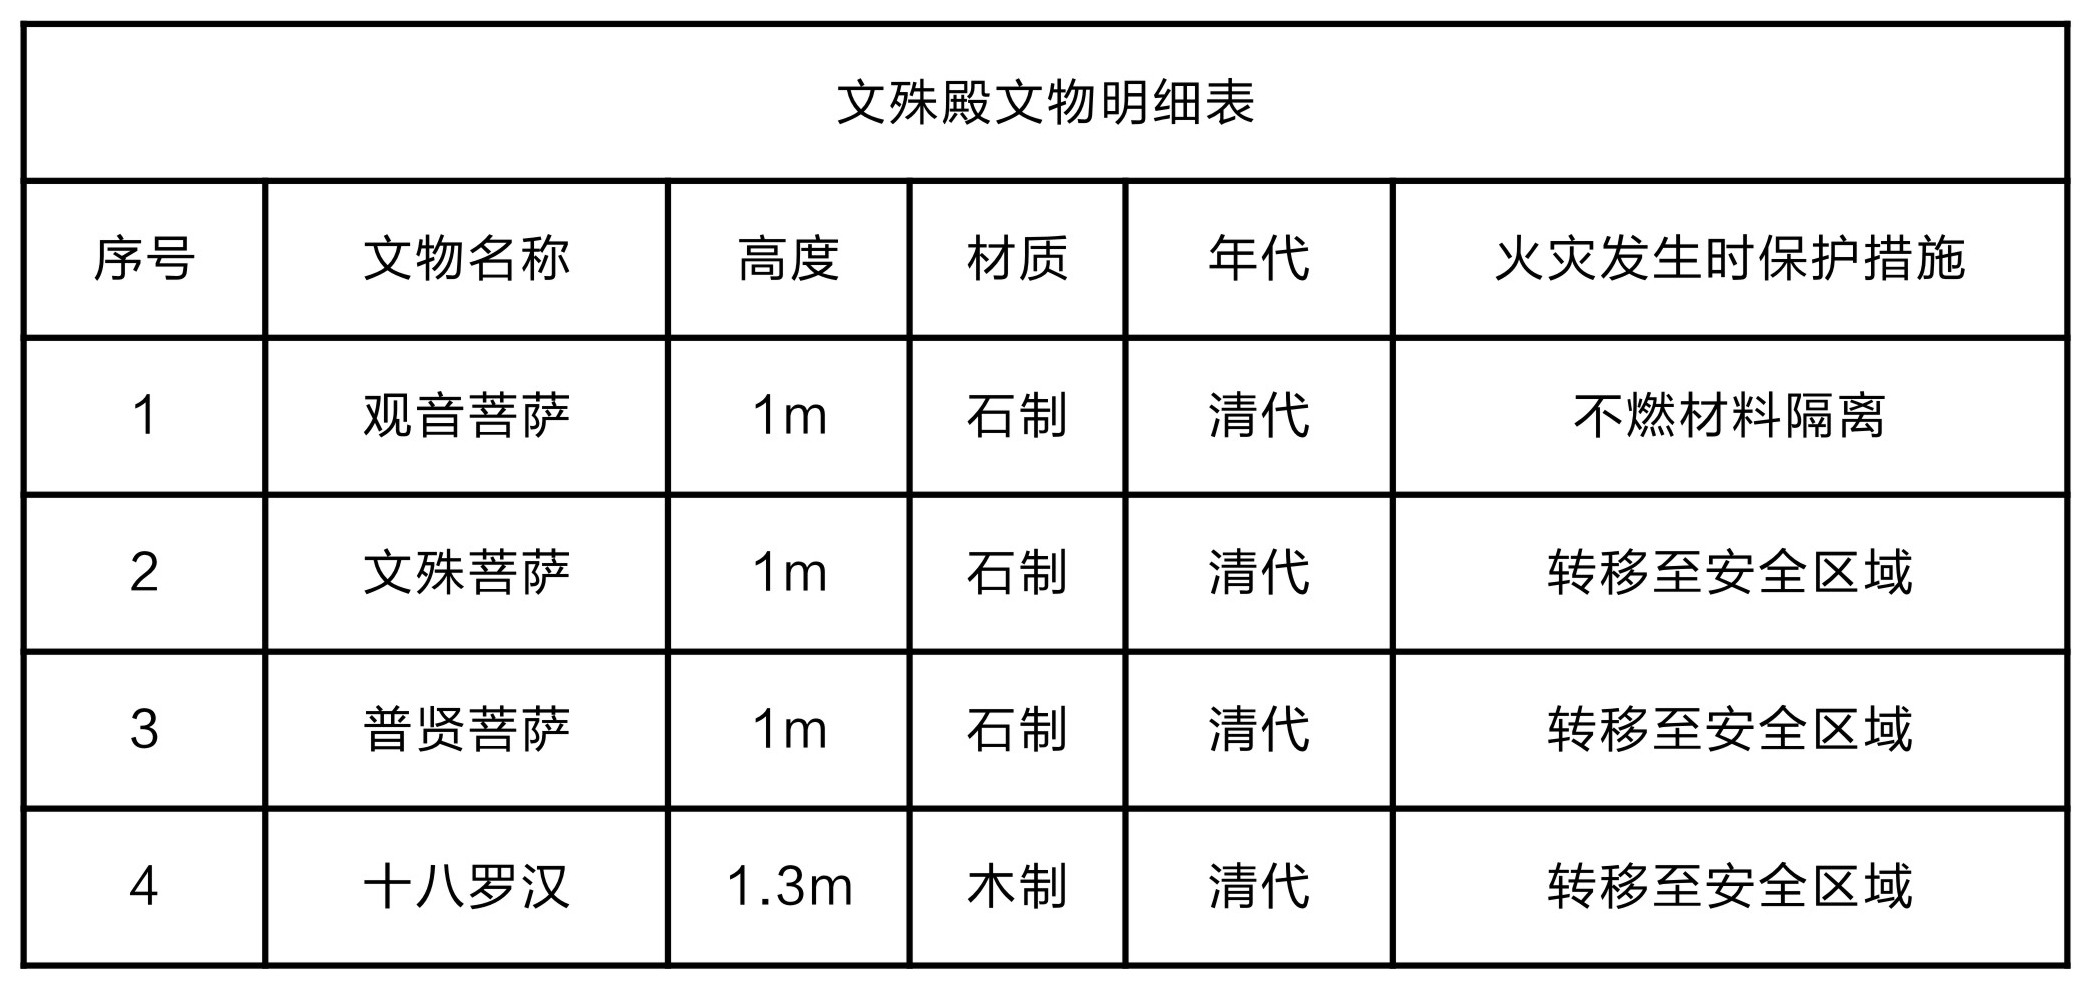 文殊殿文物明细表
序号 文物名称 高度 材质 年代 火灾发生时保护措施
1 观音菩萨 1m 石制 清代 不燃材料隔离
2 文殊菩萨 1m 石制 清代 转移至安全区域
3 普贤菩萨 1m 石制 清代 转移至安全区域
4 十八罗汉 1.3m 木制 清代 转移至安全区域